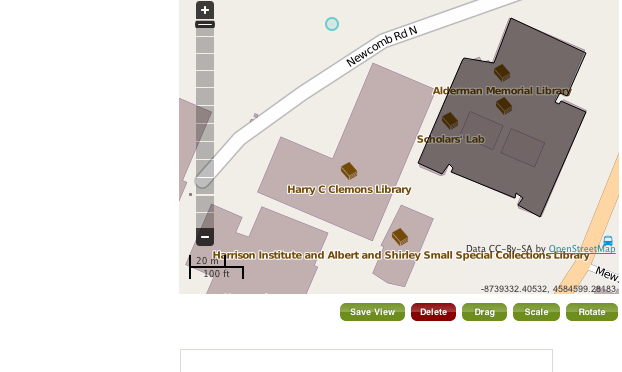 +
Newcomb Rd N
Alderman Memorial Library
Scholars' Lab
Harry C Clemons Library
−
Data CC-By-SA by OpenStreetMap
Harrison Institute and Albert and Shirley Small Special Collections Library
20 m
100 ft
Mew
-8739332.40532, 4584599.28183
Save View Delete Drag Scale Rotate